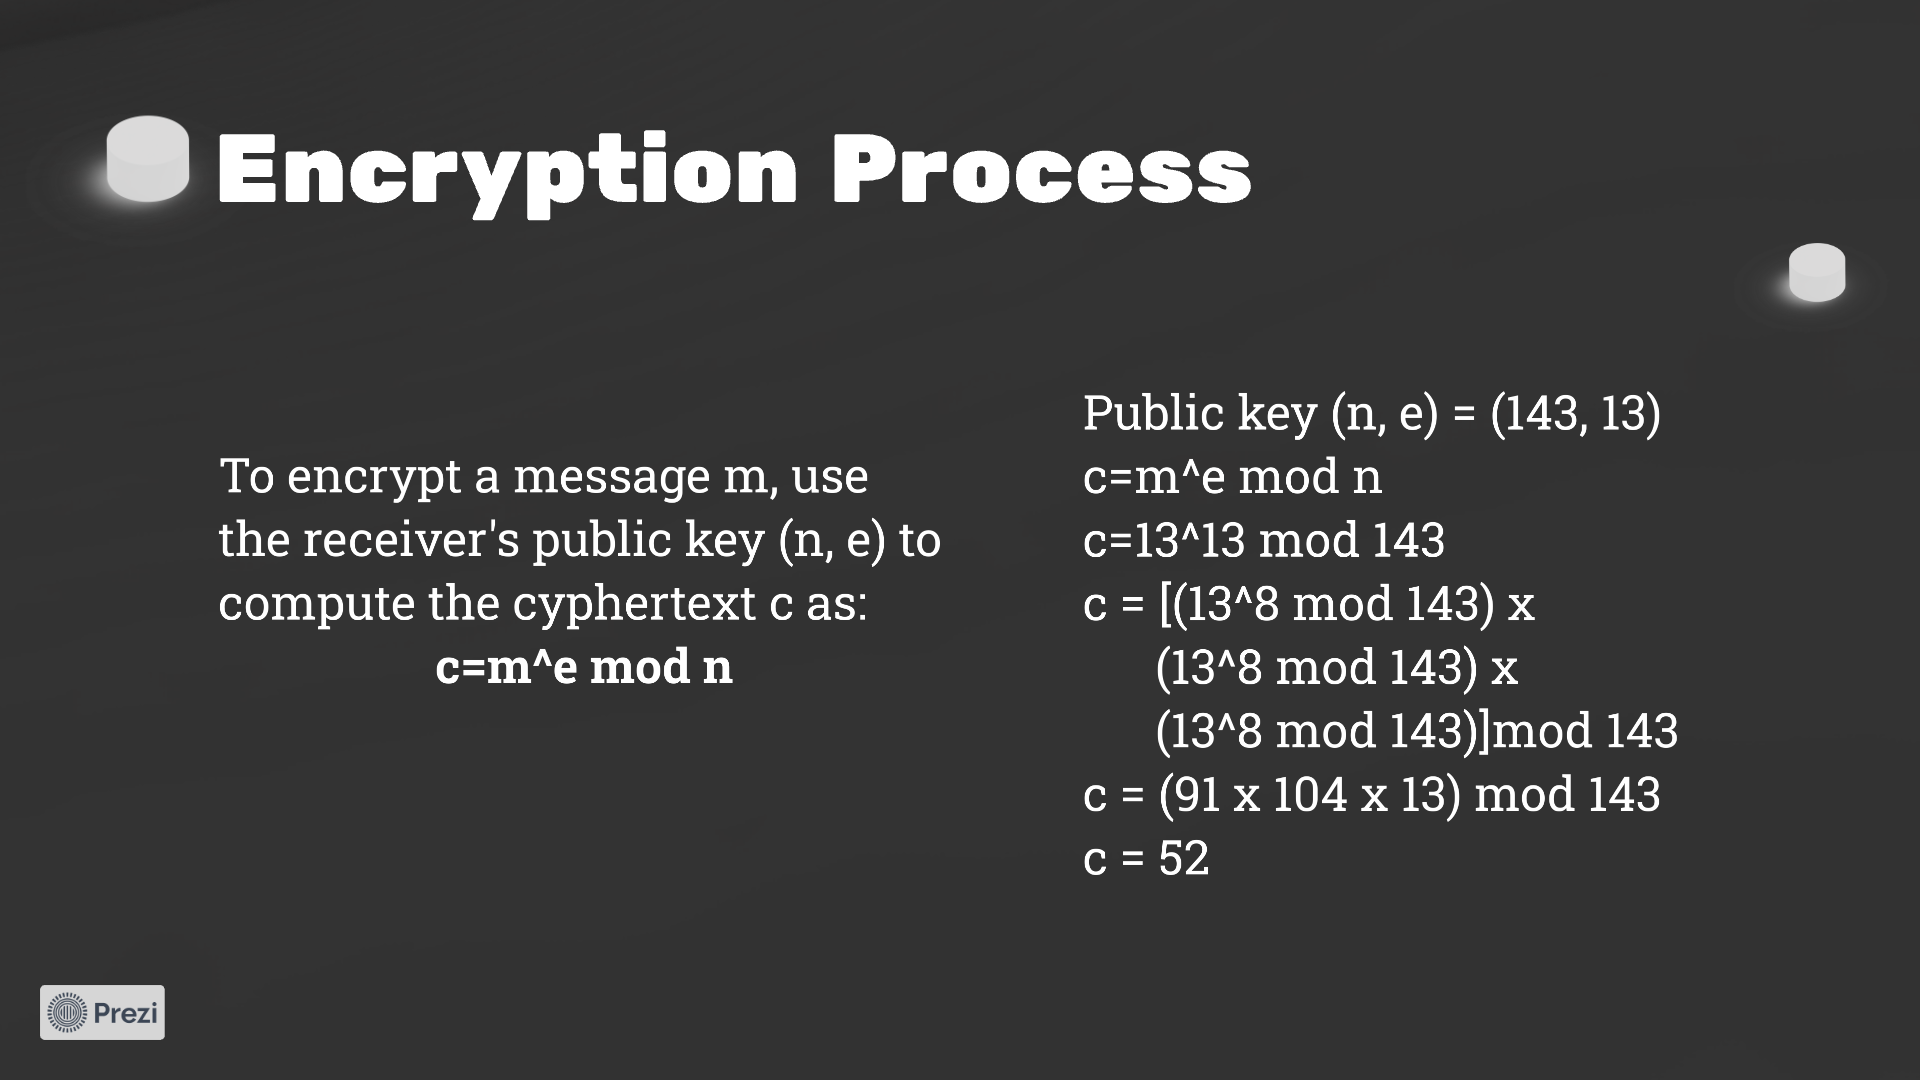 Encryption Process
To encrypt a message m, use
the receiver's public key (n, e) to
compute the cyphertext c as:
c=m^e mod n
Public key (n, e) = (143, 13)
c=m^e mod n
c=13^13 mod 143
c = [(13^8 mod 143) x
(13^8 mod 143) x
(13^8 mod 143)]mod 143
c = (91 x 104 x 13) mod 143
c = 52
Prezi